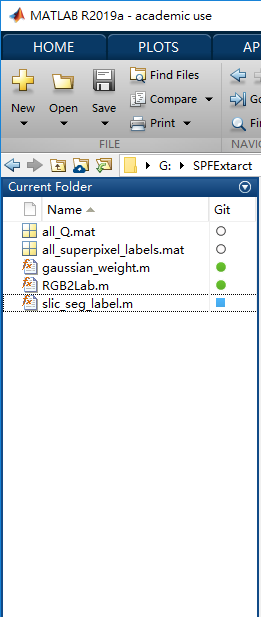 MATLAB R2019a - academic use
HOME PLOTS AP
New Open Save Find Files Compare Print Go Fi
FILE NAVIG
G: SPFExtarct
Current Folder
Name Git
all_Q.mat
all_superpixel_labels.mat
gaussian_weight.m
RGB2Lab.m
slic_seg_label.m